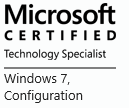 Microsoft
CERTIFIED
Technology Specialist
Windows 7,
Configuration